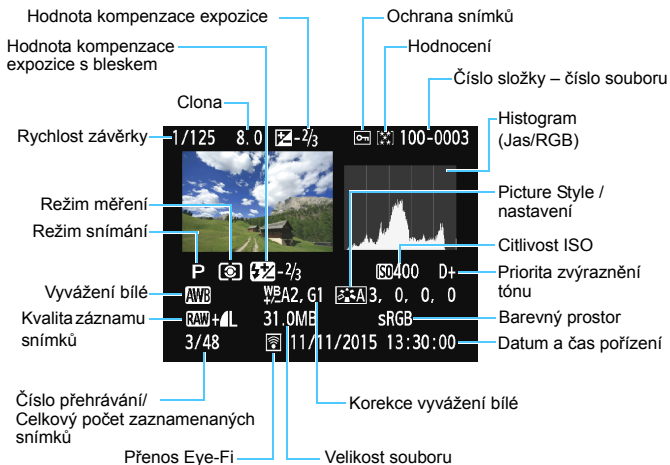 Hodnota kompenzace expozice
Ochrana snímků
Hodnota kompenzace
expozice s bleskem
Hodnocení
Číslo složky – číslo souboru
Clona
Rychlost závěrky
1/125 8.0 -2/3 100-0003
Histogram
(Jas/RGB)
Režim měření
Picture Style /
nastavení
Režim snímání
Citlivost ISO
P -2/3 ISO400 D+
Priorita zvýraznění
tónu
Vyvážení bílé
AWB WB A2, G1 A 3, 0, 0, 0
Kvalita záznamu
snímků
RAW+L 31.0MB sRGB
Barevný prostor
3/48 11/11/2015 13:30:00
Datum a čas pořízení
Číslo přehrávání/
Celkový počet zaznamenaných
snímků
Korekce vyvážení bílé
Přenos Eye-Fi
Velikost souboru